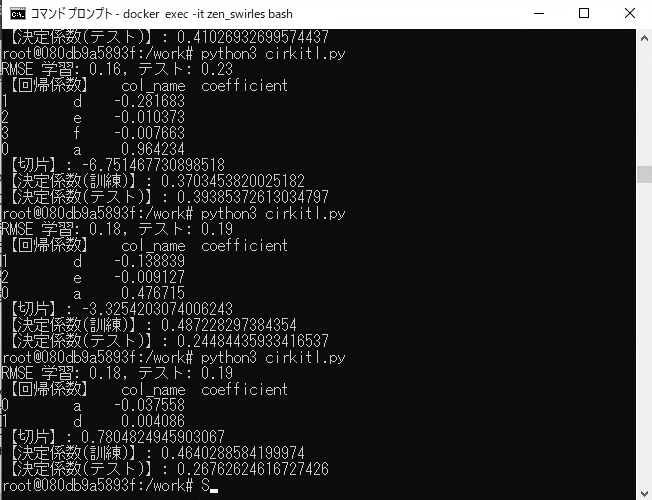 コマンド プロンプト - docker exec -it zen_swirles bash
【決定係数(テスト)】: 0.41026932699574437
root@080db9a5893f:/work# python3 cirkitl.py
RMSE 学習: 0.16, テスト: 0.23
【回帰係数】 col_name coefficient
1 d -0.281683
2 e -0.010373
3 f -0.007663
0 a 0.964234
【切片】: -6.751467730898518
【決定係数(訓練)】: 0.3703453820025182
【決定係数(テスト)】: 0.39385372613034797
root@080db9a5893f:/work# python3 cirkitl.py
RMSE 学習: 0.18, テスト: 0.19
【回帰係数】 col_name coefficient
1 d -0.138839
2 e -0.009127
0 a 0.476715
【切片】: -3.3254203074006243
【決定係数(訓練)】: 0.487228297384354
【決定係数(テスト)】: 0.24484435933416537
root@080db9a5893f:/work# python3 cirkitl.py
RMSE 学習: 0.18, テスト: 0.19
【回帰係数】 col_name coefficient
0 a -0.037558
1 d 0.004086
【切片】: 0.7804824945903067
【決定係数(訓練)】: 0.4640288584199974
【決定係数(テスト)】: 0.26762624616727426
root@080db9a5893f:/work# S